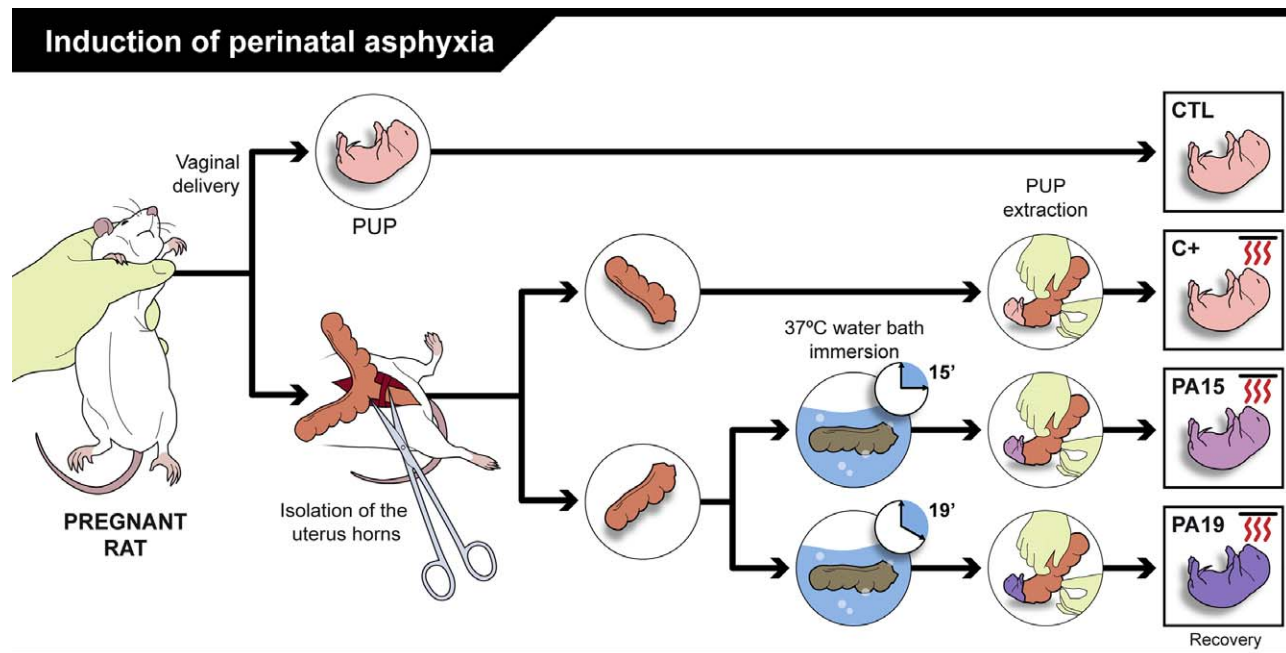 Induction of perinatal asphyxia
Vaginal
delivery
PUP
CTL
PUP
extraction
C+
37ºC water bath
immersion
15’
PA15
Isolation of the
uterus horns
PREGNANT
RAT
19’
PA19
Recovery